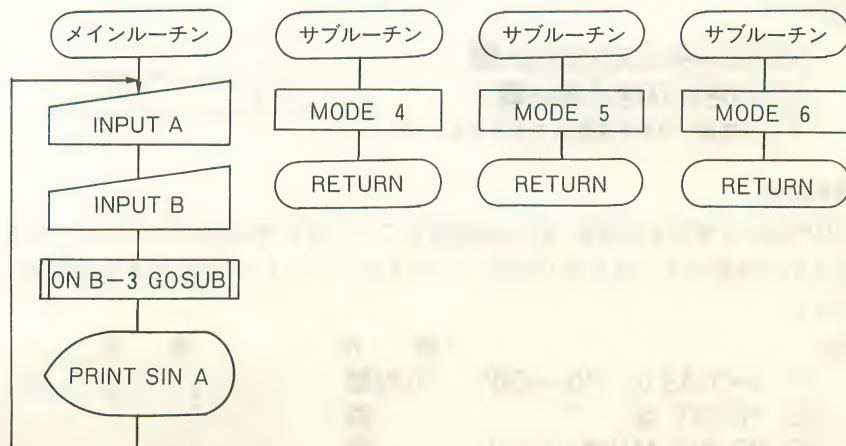 メインルーチン
INPUT A
INPUT B
ON B−3 GOSUB
PRINT SIN A
サブルーチン
MODE 4
RETURN
サブルーチン
MODE 5
RETURN
サブルーチン
MODE 6
RETURN